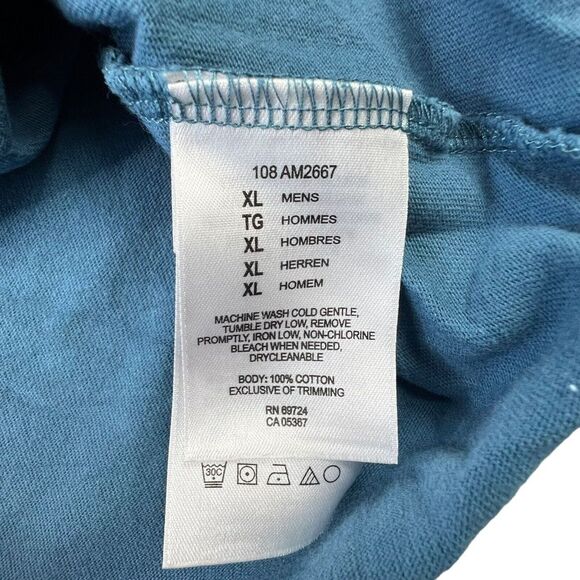 108 AM2667
XL MENS
TG HOMMES
XL HOMBRES
XL HERREN
XL HOMEM
MACHINE WASH COLD GENTLE,
TUMBLE DRY LOW, REMOVE
PROMPTLY, IRON LOW, NON-CHLORINE
BLEACH WHEN NEEDED,
DRYCLEANABLE
BODY: 100% COTTON
EXCLUSIVE OF TRIMMING
RN 69724
CA 05367
30C